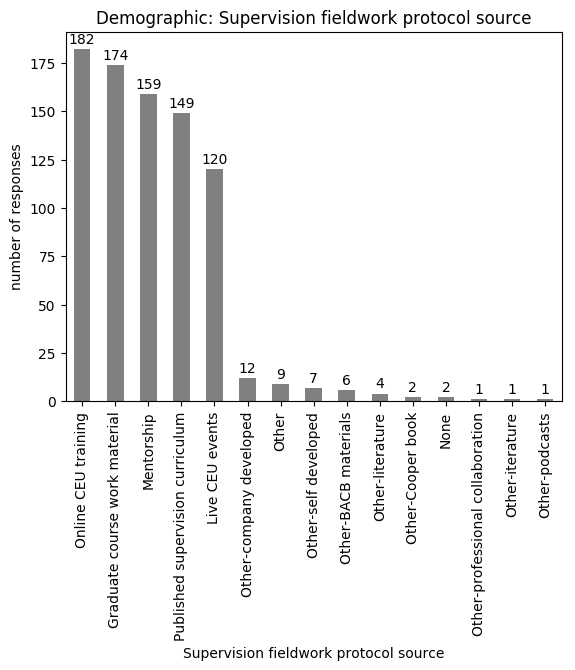 Demographic: Supervision fieldwork protocol source
number of responses
175
150
125
100
75
50
25
0
182
174
159
149
120
12
9
7
6
4
2
2
1
1
1
Online CEU training
Graduate course work material
Mentorship
Published supervision curriculum
Live CEU events
Other-company developed
Other
Other-self developed
Other-BACB materials
Other-literature
Other-Cooper book
None
Other-professional collaboration
Other-iterature
Other-podcasts
Supervision fieldwork protocol source